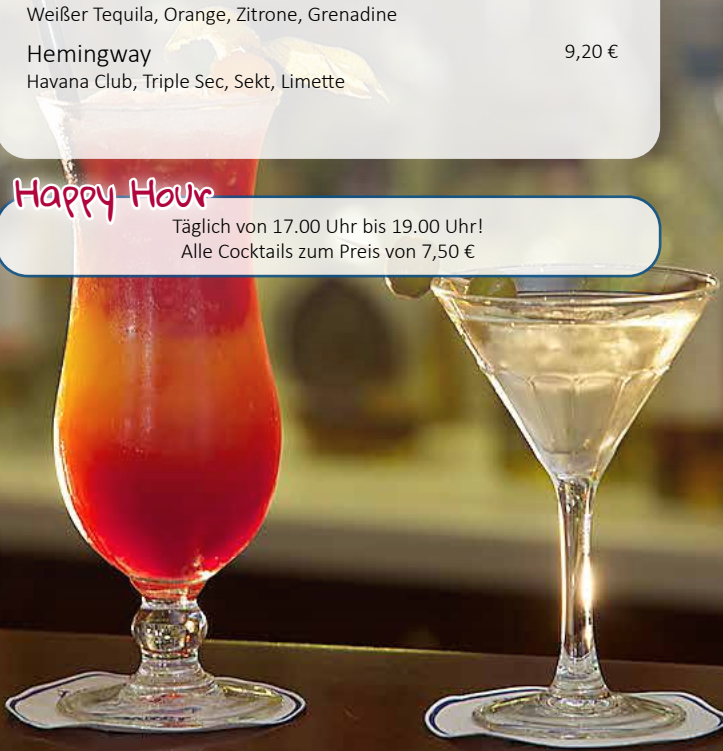 Weißer Tequila, Orange, Zitrone, Grenadine
Hemingway 9,20 €
Havana Club, Triple Sec, Sekt, Limette
Happy Hour
Täglich von 17.00 Uhr bis 19.00 Uhr!
Alle Cocktails zum Preis von 7,50 €